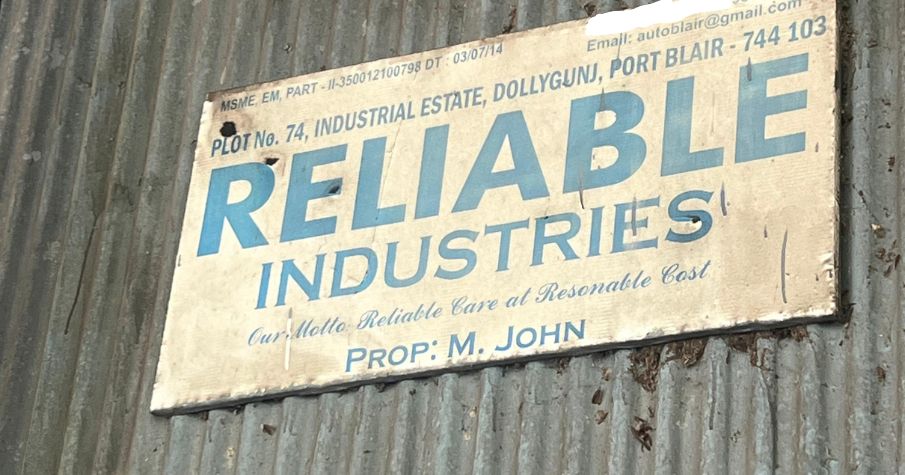 Email: autoblair@gmail.com
MSME, EM, PART - II-350012100798 DT : 03/07/14
PLOT No. 74, INDUSTRIAL ESTATE, DOLLYGUNJ, PORT BLAIR - 744 103
RELIABLE
INDUSTRIES
Our Motto: Reliable Care at Resonable Cost
PROP: M. JOHN